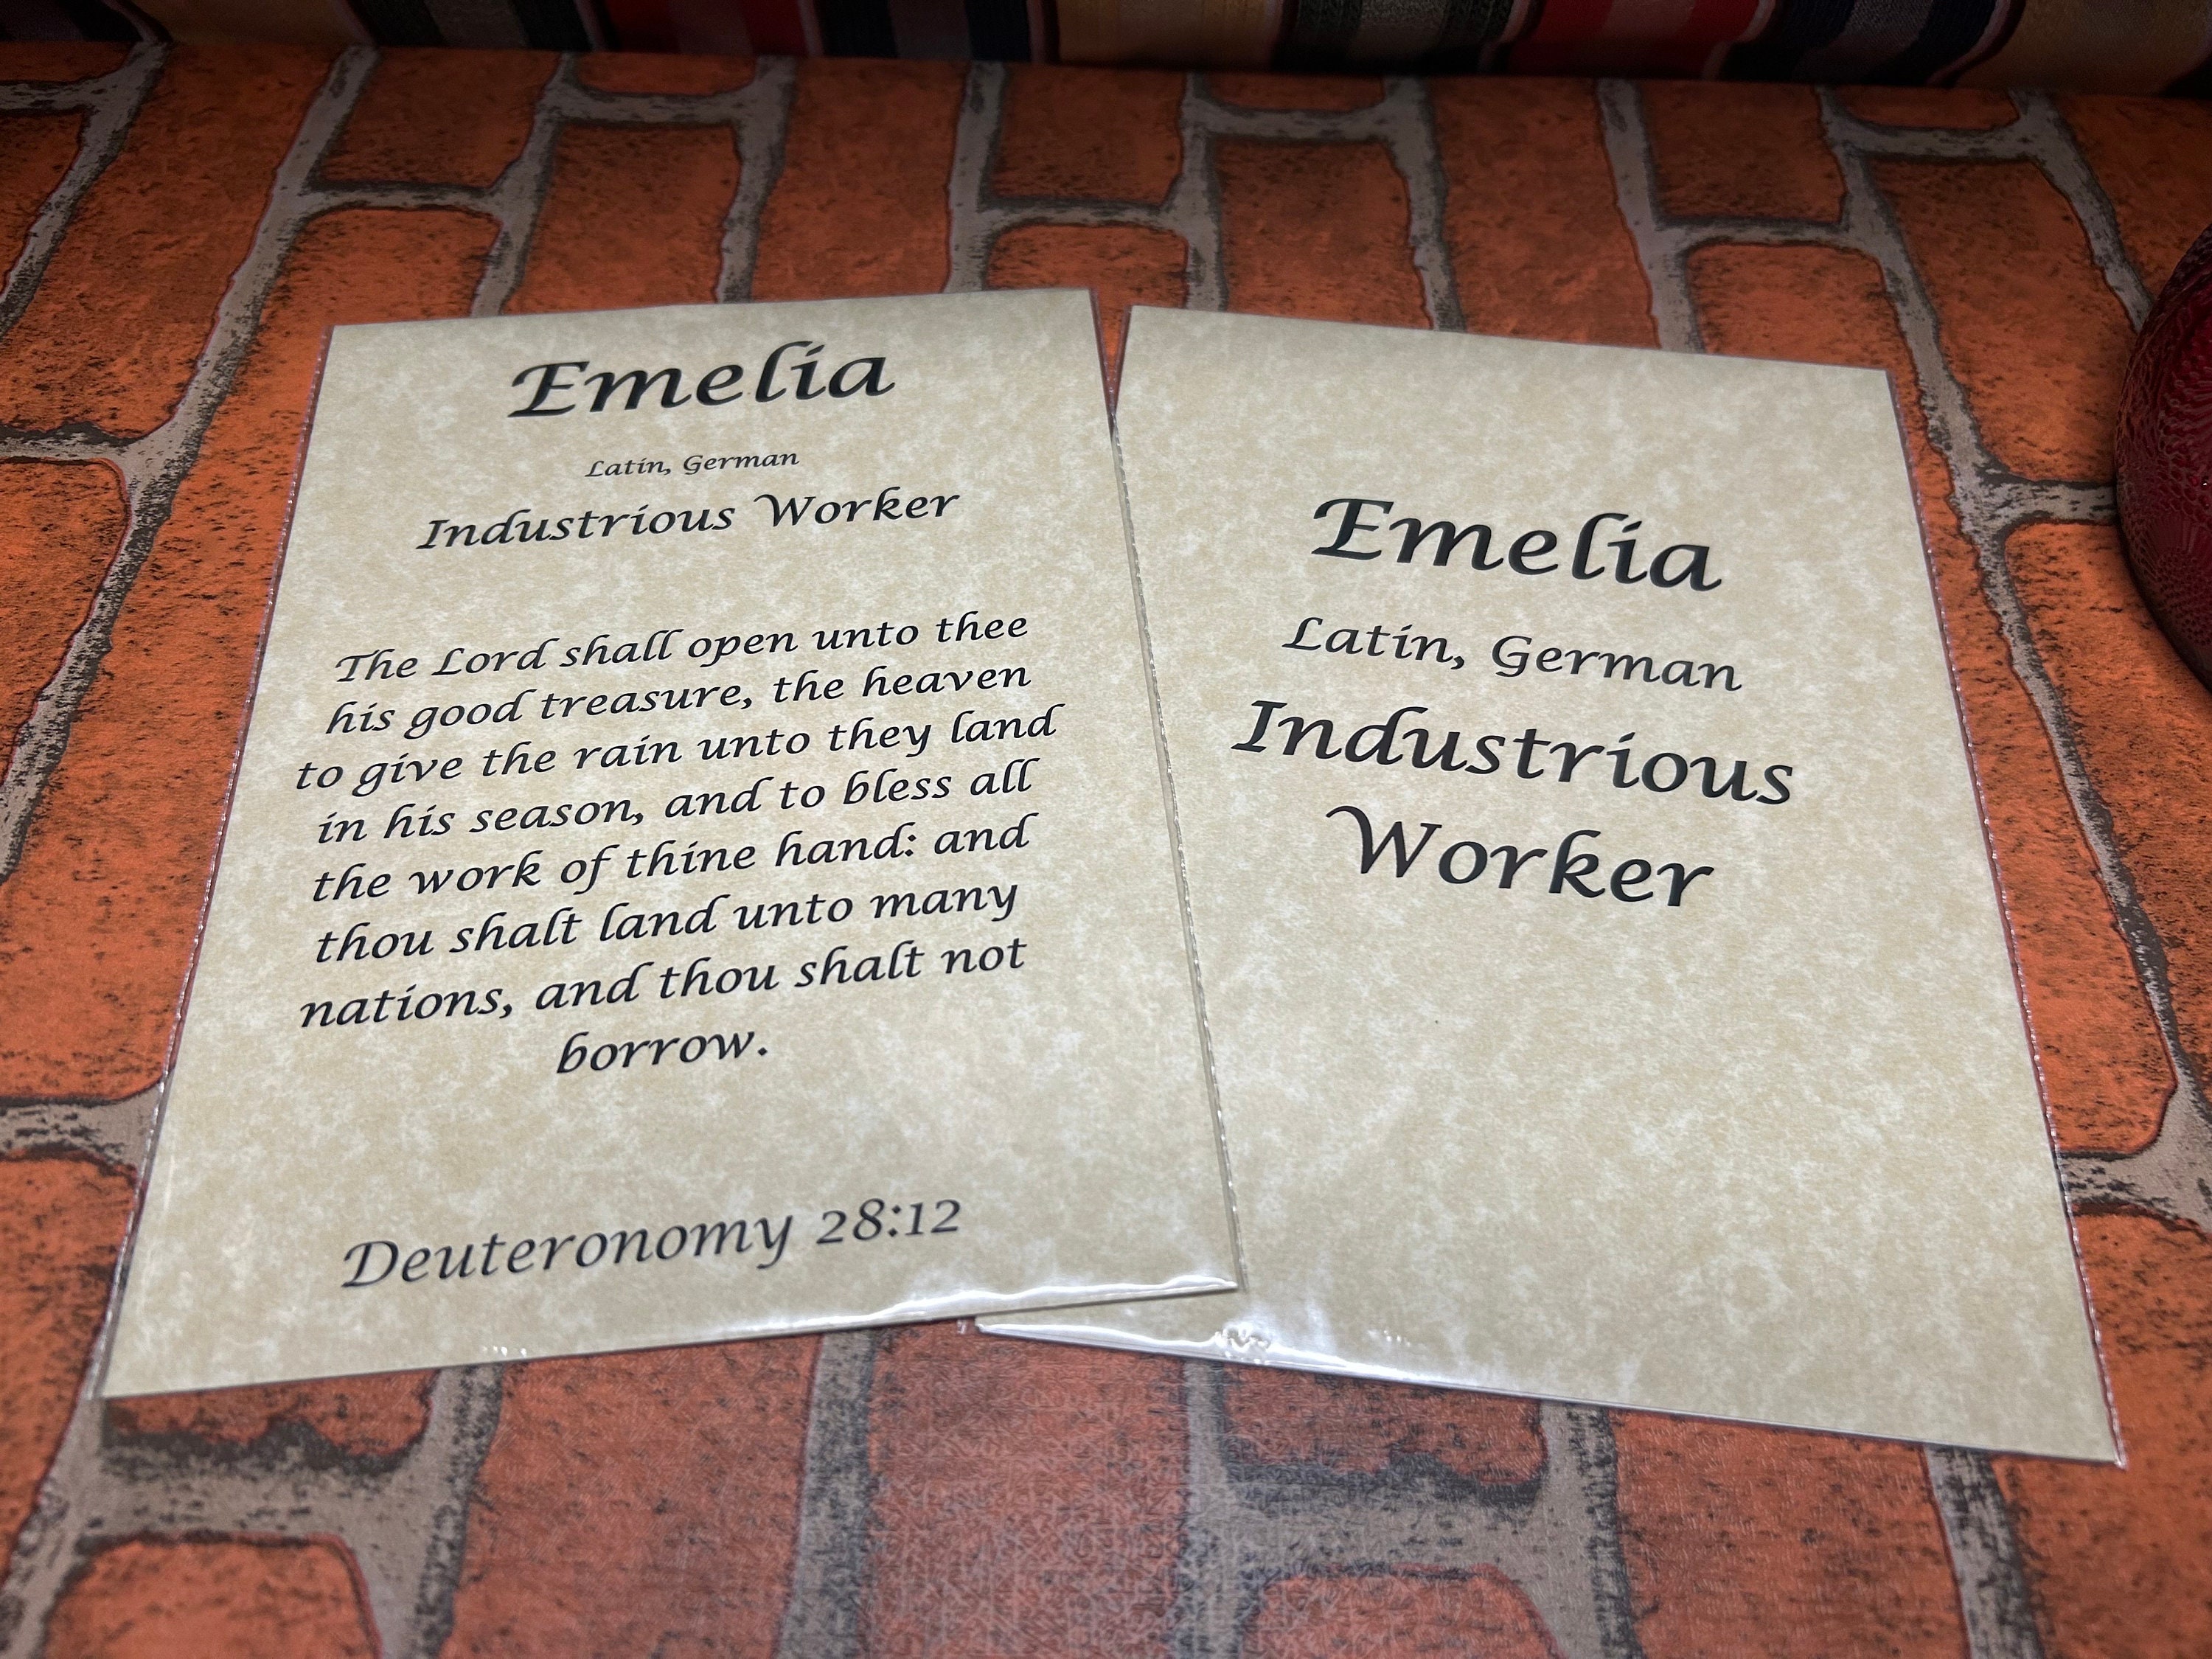 Emelia
Latin, German
Industrious Worker
The Lord shall open unto thee
his good treasure, the heaven
to give the rain unto they land
in his season, and to bless all
the work of thine hand: and
thou shalt land unto many
nations, and thou shalt not
borrow.
Deuteronomy 28:12
Emelia
Latin, German
Industrious
Worker